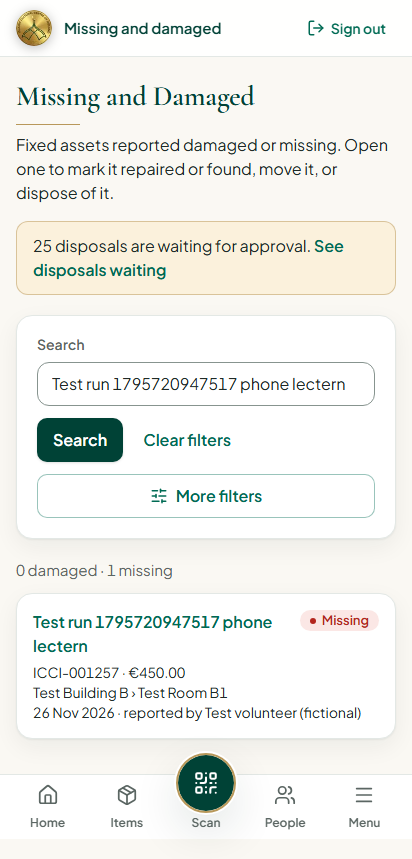 Missing and damaged
Sign out
Missing and Damaged
Fixed assets reported damaged or missing. Open
one to mark it repaired or found, move it, or
dispose of it.
25 disposals are waiting for approval. See
disposals waiting
Search
Test run 1795720947517 phone lectern
Search
Clear filters
More filters
0 damaged · 1 missing
Test run 1795720947517 phone
lectern
Missing
ICCI-001257 · €450.00
Test Building B › Test Room B1
26 Nov 2026 · reported by Test volunteer (fictional)
Home
Items
Scan
People
Menu